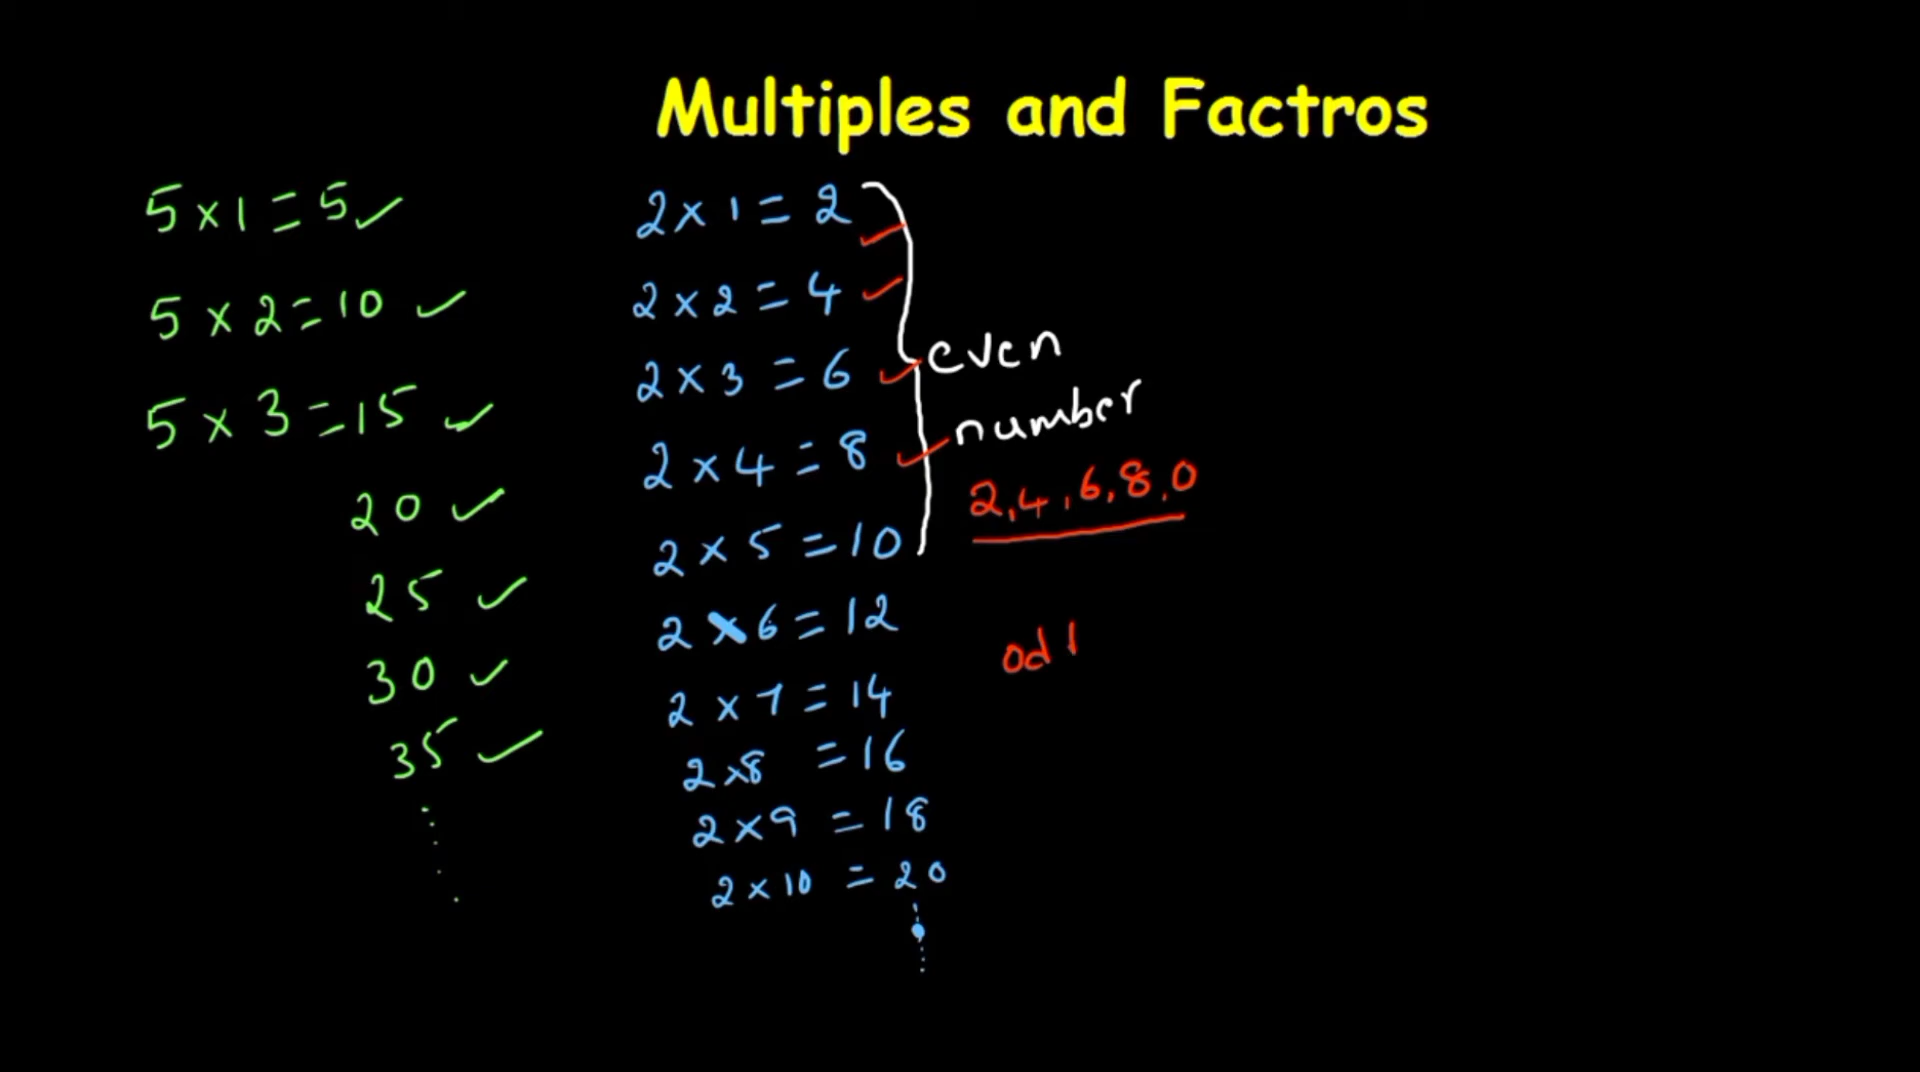 Multiples and Factros
5 × 1 = 5
5 × 2 = 10
5 × 3 = 15
20
25
30
35
2 × 1 = 2
2 × 2 = 4
2 × 3 = 6
2 × 4 = 8
2 × 5 = 10
2 × 6 = 12
2 × 7 = 14
2 × 8 = 16
2 × 9 = 18
2 × 10 = 20
even
number
2, 4, 6, 8, 0